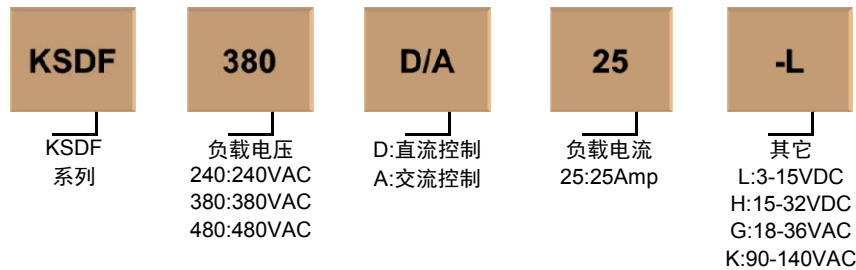 KSDF 380 D/A 25 -L
KSDF
系列
负载电压
240:240VAC
380:380VAC
480:480VAC
D:直流控制
A:交流控制
负载电流
25:25Amp
其它
L:3-15VDC
H:15-32VDC
G:18-36VAC
K:90-140VAC